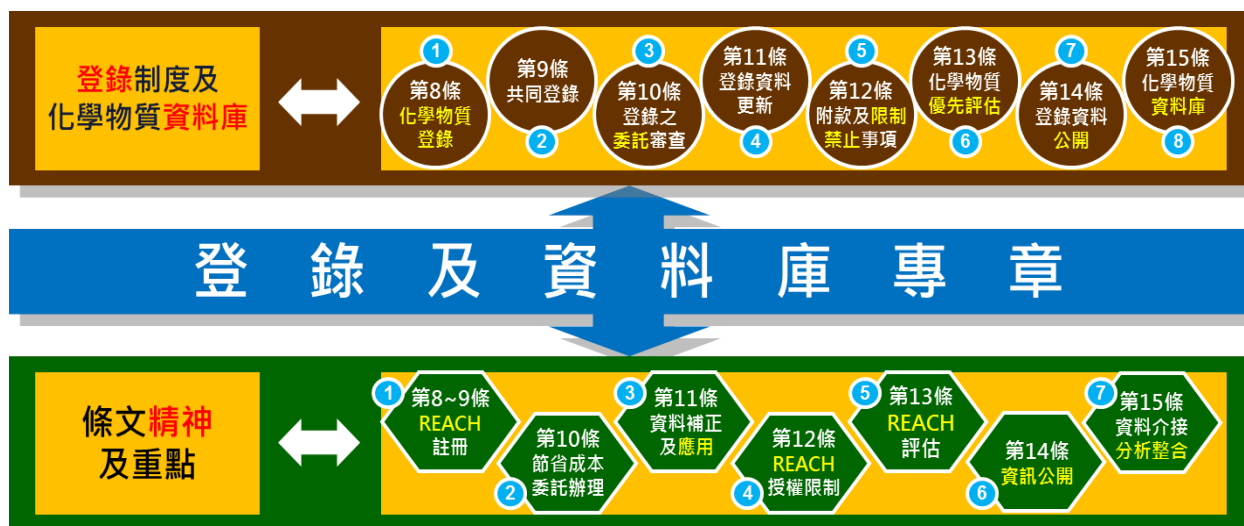 登錄制度及
化學物質資料庫
1
第8條
化學物質
登錄
第9條
共同登錄
2
3
第10條
登錄之
委託審查
第11條
登錄資料
更新
4
5
第12條
附款及限制
禁止事項
第13條
化學物質
優先評估
6
7
第14條
登錄資料
公開
第15條
化學物質
資料庫
8
登錄及資料庫專章
條文精神
及重點
1
第8~9條
REACH
註冊
第10條
節省成本
委託辦理
2
3
第11條
資料補正
及應用
第12條
REACH
授權限制
4
5
第13條
REACH
評估
第14條
資訊公開
6
7
第15條
資料介接
分析整合